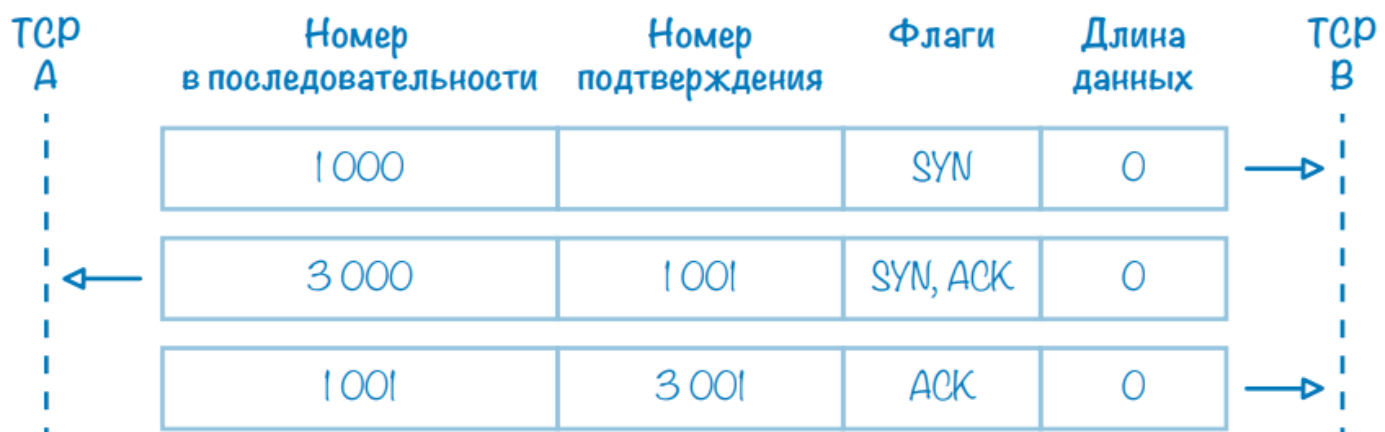 TCP A Номер в последовательности Номер подтверждения Флаги Длина данных TCP B
1 000 SYN 0
3 000 1 001 SYN, ACK 0
1 001 3 001 ACK 0